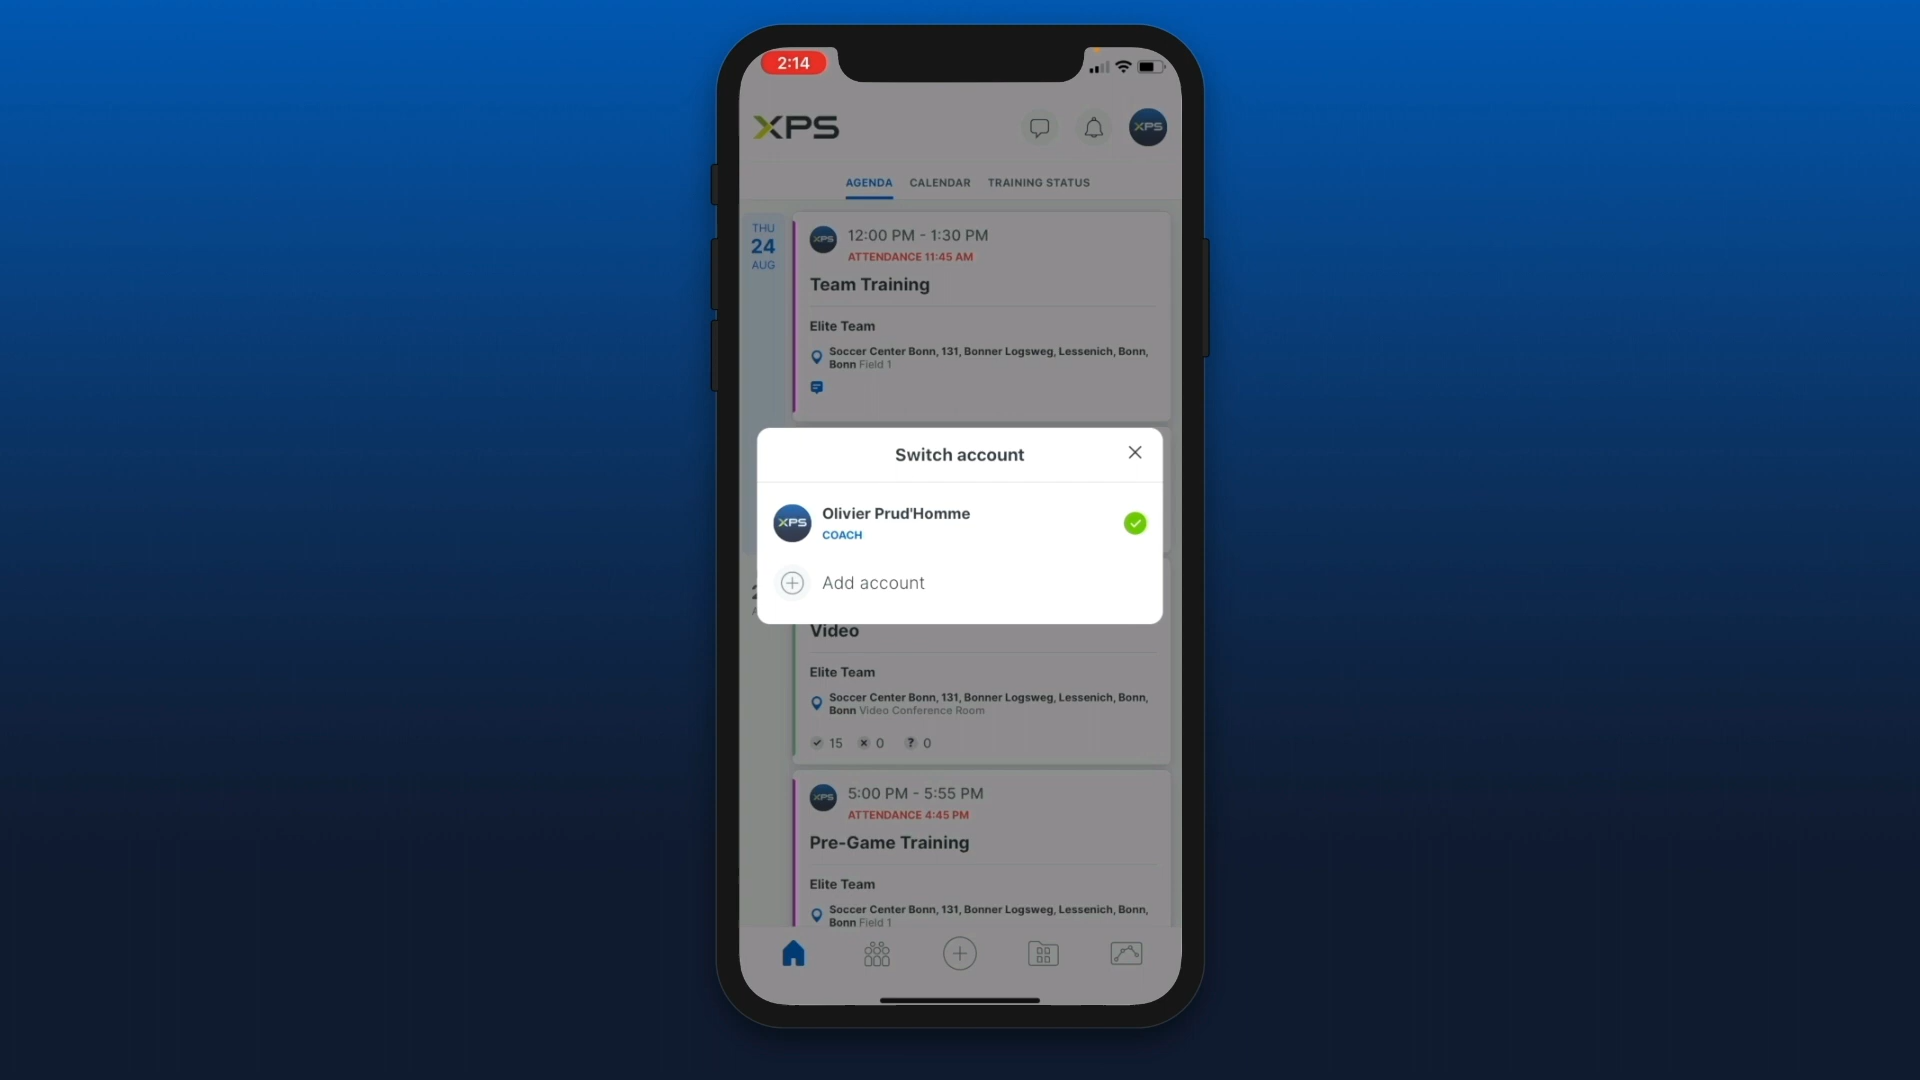 2:14
XPS
XPS
AGENDA CALENDAR TRAINING STATUS
THU
24
AUG
XPS
12:00 PM - 1:30 PM
ATTENDANCE 11:45 AM
Team Training
Elite Team
Soccer Center Bonn, 131, Bonner Logsweg, Lessenich, Bonn,
Bonn Field 1
Switch account
XPS
Olivier Prud'Homme
COACH
Add account
Video
Elite Team
Soccer Center Bonn, 131, Bonner Logsweg, Lessenich, Bonn,
Bonn Video Conference Room
15 0 ? 0
XPS
5:00 PM - 5:55 PM
ATTENDANCE 4:45 PM
Pre-Game Training
Elite Team
Soccer Center Bonn, 131, Bonner Logsweg, Lessenich, Bonn,
Bonn Field 1